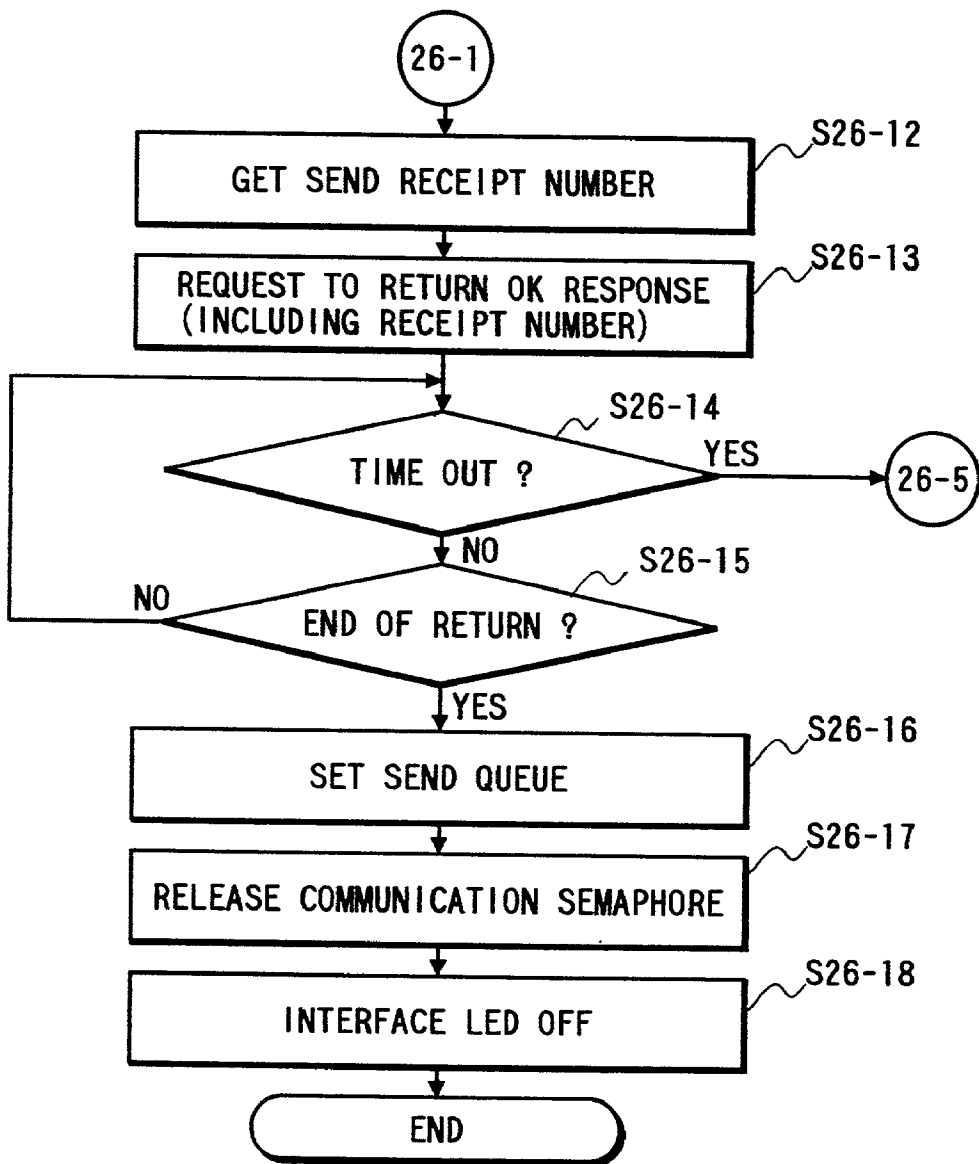 26-1
S26-12
GET SEND RECEIPT NUMBER
S26-13
REQUEST TO RETURN OK RESPONSE
(INCLUDING RECEIPT NUMBER)
S26-14
TIME OUT ?
YES
26-5
NO
S26-15
NO
END OF RETURN ?
YES
S26-16
SET SEND QUEUE
S26-17
RELEASE COMMUNICATION SEMAPHORE
S26-18
INTERFACE LED OFF
END